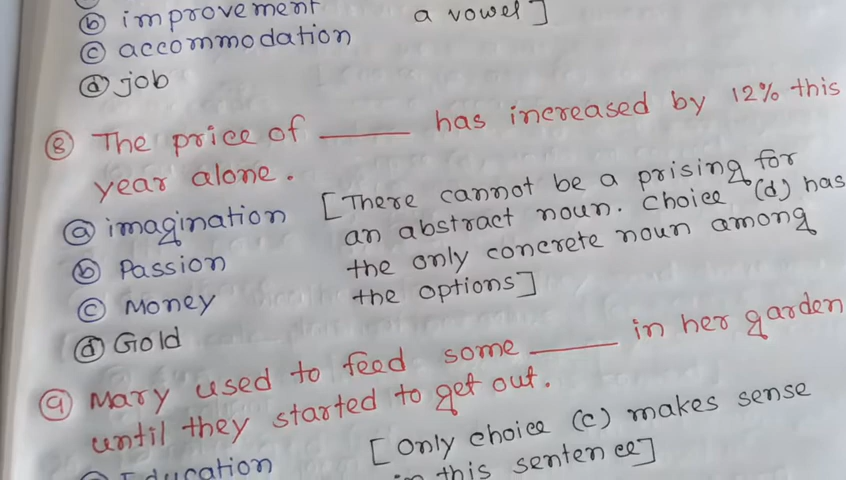 ⓑ improvement a vowel]
ⓒ accommodation
ⓓ job
⑧ The price of ____ has increased by 12% this
year alone.
ⓐ imagination [There cannot be a prising for
an abstract noun. Choice (d) has
ⓑ Passion the only concrete noun among
ⓒ Money the options]
ⓓ Gold
⑨ Mary used to feed some ____ in her garden
until they started to get out.
[Only choice (c) makes sense
Education in this sentence]